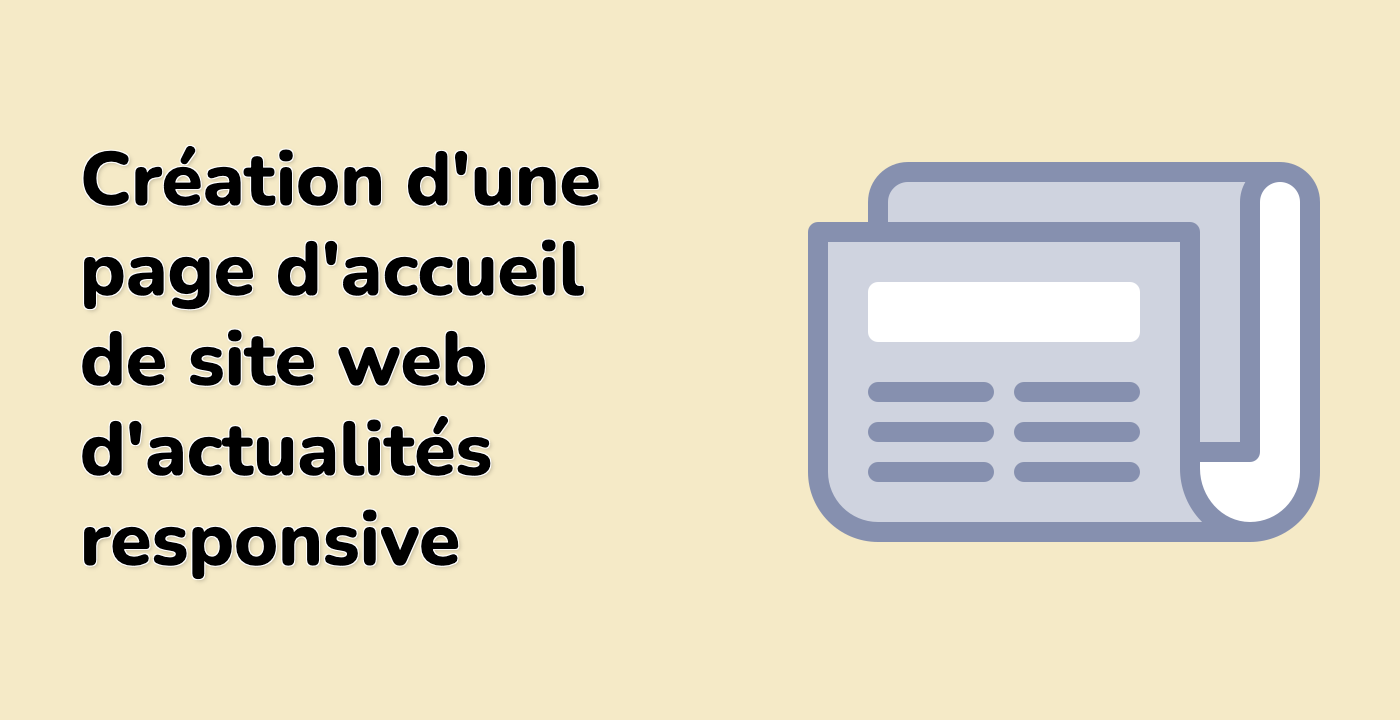 Création d'une
page d'accueil
de site web
d'actualités
responsive